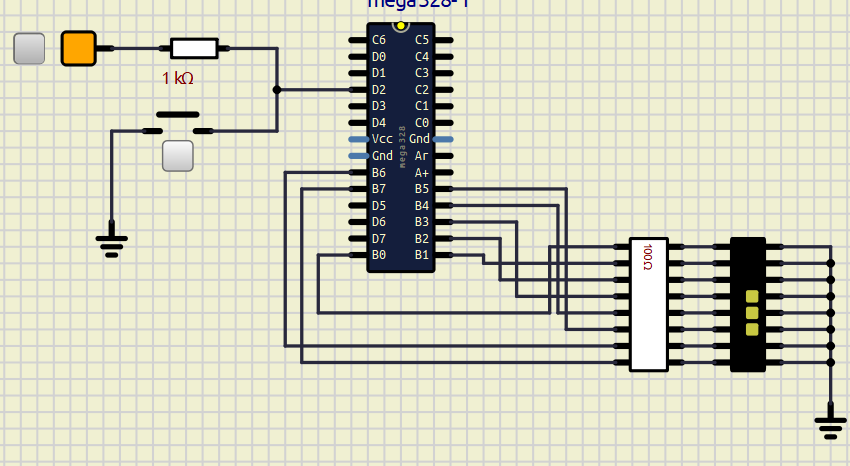 mega328-1
C6 C5
D0 C4
D1 C3
D2 C2
D3 C1
D4 C0
Vcc Gnd
Gnd Ar
B6 A+
B7 B5
D5 B4
D6 B3
D7 B2
B0 B1
mega328
1 kΩ
100Ω